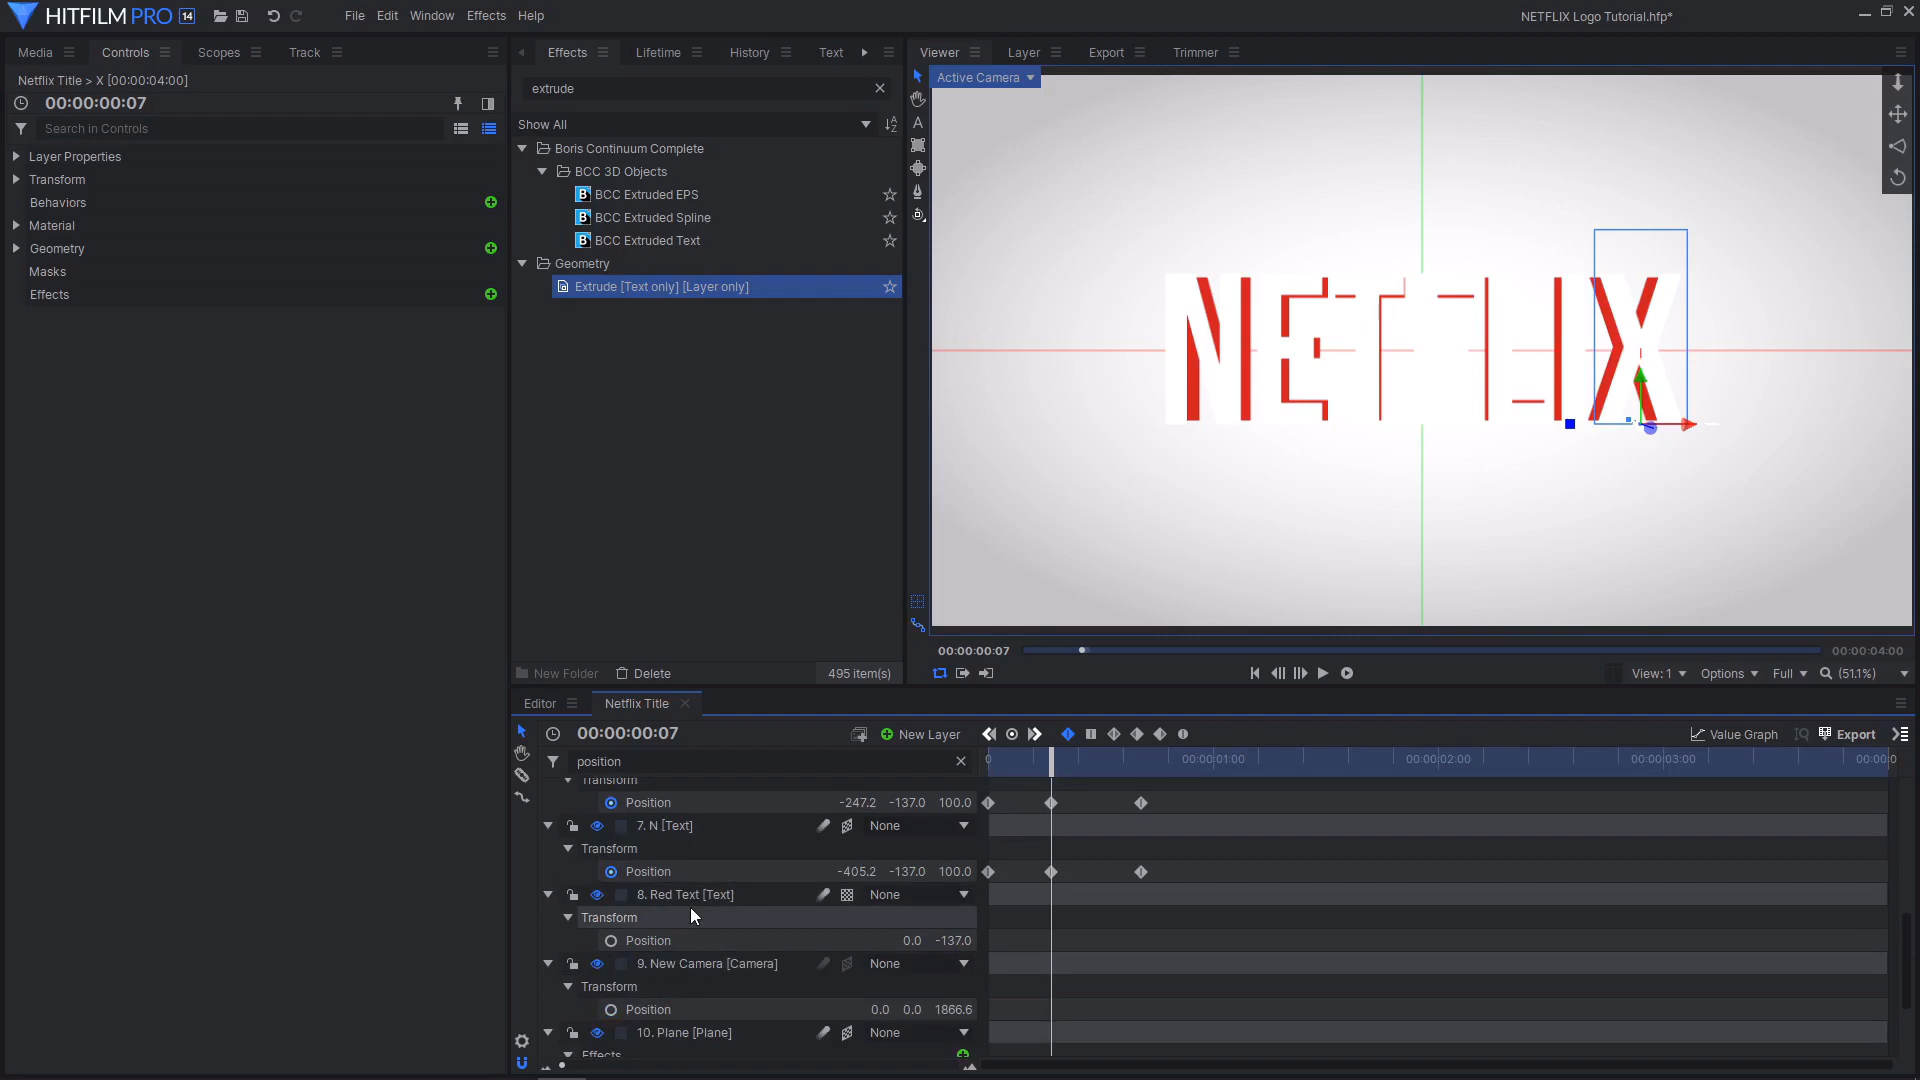 HITFILM PRO 14
File Edit Window Effects Help
NETFLIX Logo Tutorial.hfp*
Media Controls Scopes Track
Netflix Title > X [00:00:04:00]
00:00:00:07
Search in Controls
Layer Properties
Transform
Behaviors
Material
Geometry
Masks
Effects
Effects Lifetime History Text
extrude
Show All
Boris Continuum Complete
BCC 3D Objects
BCC Extruded EPS
BCC Extruded Spline
BCC Extruded Text
Geometry
Extrude [Text only] [Layer only]
New Folder Delete 495 item(s)
Viewer Layer Export Trimmer
Active Camera
NETFLIX
00:00:00:07 00:00:04:00
View: 1 Options Full (51.1%)
Editor Netflix Title
00:00:00:07 New Layer Value Graph Export
position
0 00:00:01:00 00:00:02:00 00:00:03:00 00:00:0
Transform
Position -247.2 -137.0 100.0
7. N [Text] None
Transform
Position -405.2 -137.0 100.0
8. Red Text [Text] None
Transform
Position 0.0 -137.0
9. New Camera [Camera] None
Transform
Position 0.0 0.0 1866.6
10. Plane [Plane] None
Effects